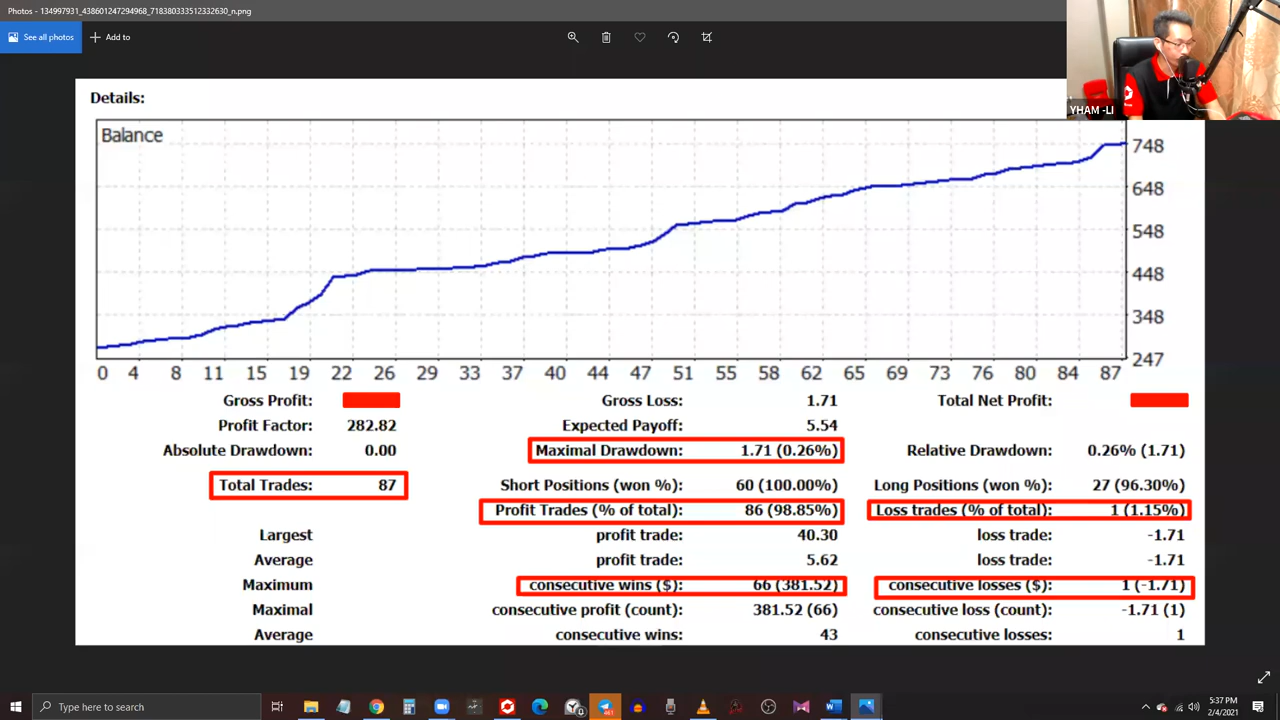 Photos - 134997931_438601247294968_718380333512332630_n.png
See all photos
Add to
YHAM -LI
Details:
Balance
748
648
548
448
348
247
0 4 8 11 15 19 22 26 29 33 37 40 44 47 51 55 58 62 65 69 73 76 80 84 87
Gross Profit: Gross Loss: 1.71 Total Net Profit:
Profit Factor: 282.82 Expected Payoff: 5.54
Absolute Drawdown: 0.00 Maximal Drawdown: 1.71 (0.26%) Relative Drawdown: 0.26% (1.71)
Total Trades: 87 Short Positions (won %): 60 (100.00%) Long Positions (won %): 27 (96.30%)
Profit Trades (% of total): 86 (98.85%) Loss trades (% of total): 1 (1.15%)
Largest profit trade: 40.30 loss trade: -1.71
Average profit trade: 5.62 loss trade: -1.71
Maximum consecutive wins ($): 66 (381.52) consecutive losses ($): 1 (-1.71)
Maximal consecutive profit (count): 381.52 (66) consecutive loss (count): -1.71 (1)
Average consecutive wins: 43 consecutive losses: 1
Type here to search
5:37 PM
2/4/2021